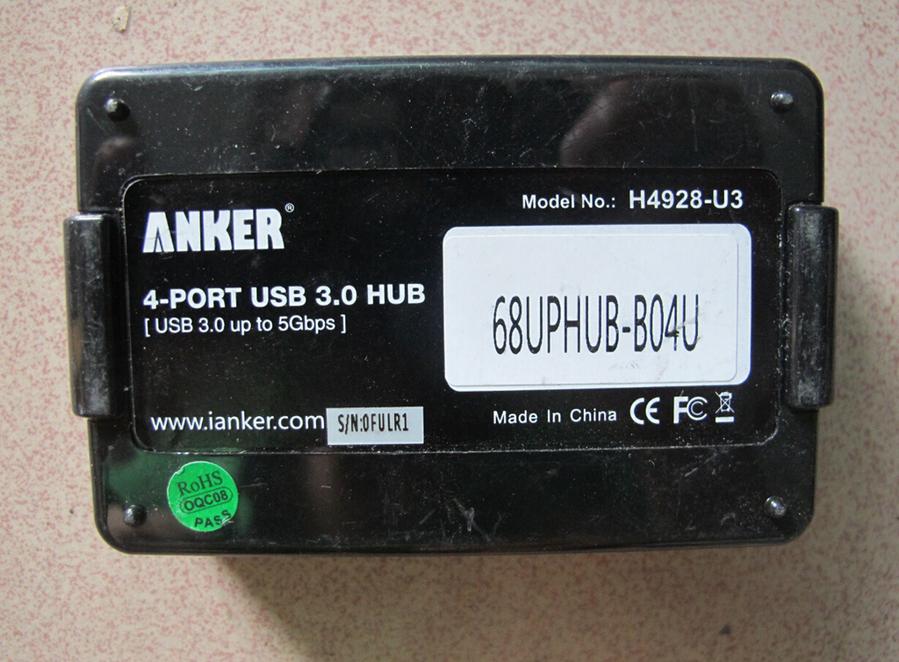 Model No.: H4928-U3
ANKER®
4-PORT USB 3.0 HUB
[ USB 3.0 up to 5Gbps ]
68UPHUB-B04U
www.ianker.com
S/N:0FULR1
Made In China CE FC
RoHS
OQC08
PASS